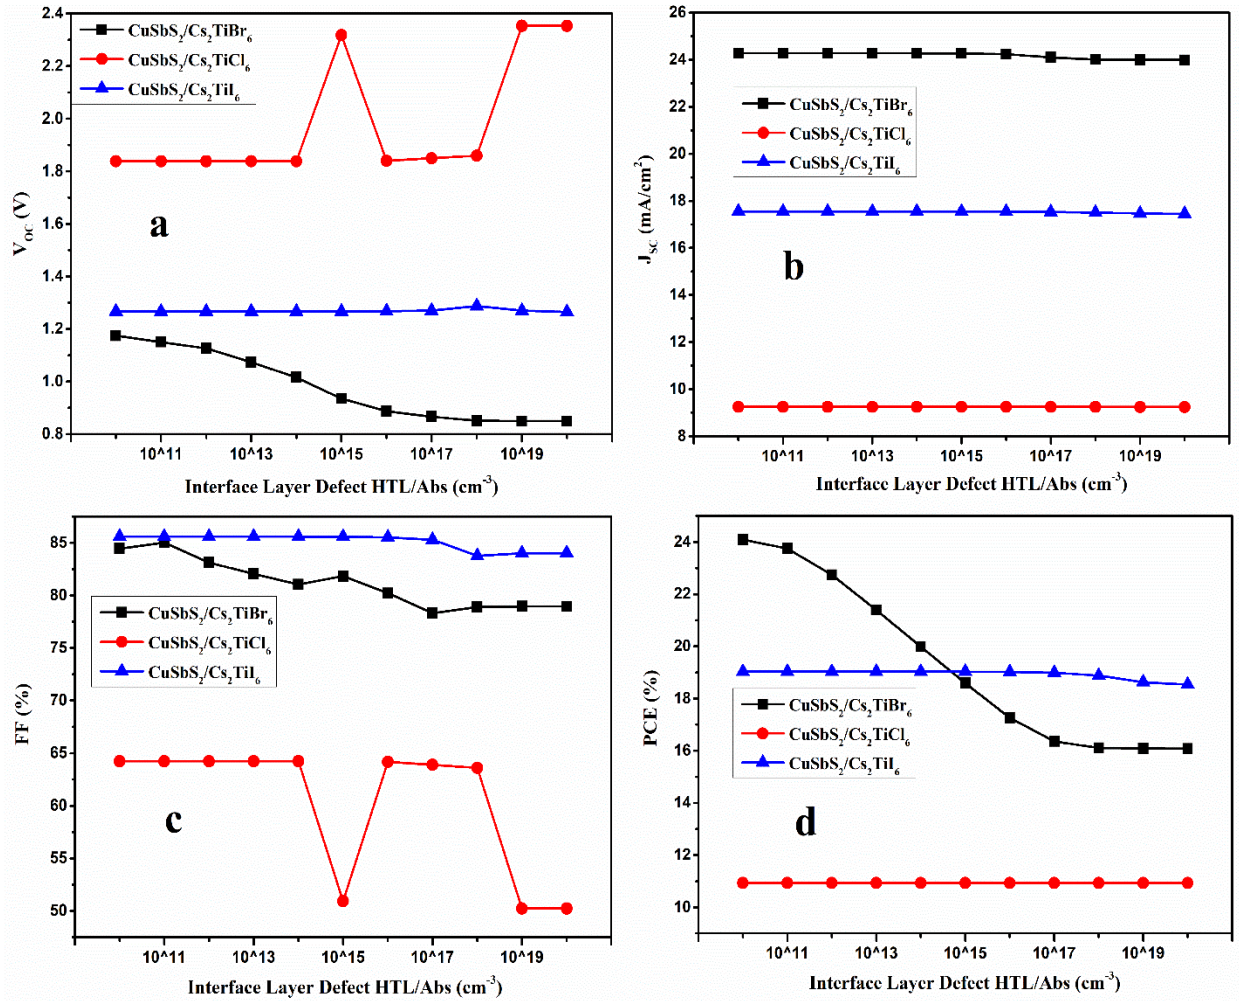 2.4
2.2
2.0
1.8
1.6
1.4
1.2
1.0
0.8
V_OC (V)
CuSbS₂/Cs₂TiBr₆
CuSbS₂/Cs₂TiCl₆
CuSbS₂/Cs₂TiI₆
a
10^11 10^13 10^15 10^17 10^19
Interface Layer Defect HTL/Abs (cm⁻³)
26
24
22
20
18
16
14
12
10
8
J_SC (mA/cm²)
CuSbS₂/Cs₂TiBr₆
CuSbS₂/Cs₂TiCl₆
CuSbS₂/Cs₂TiI₆
b
10^11 10^13 10^15 10^17 10^19
Interface Layer Defect HTL/Abs (cm⁻³)
85
80
75
70
65
60
55
50
FF (%)
CuSbS₂/Cs₂TiBr₆
CuSbS₂/Cs₂TiCl₆
CuSbS₂/Cs₂TiI₆
c
10^11 10^13 10^15 10^17 10^19
Interface Layer Defect HTL/Abs (cm⁻³)
24
22
20
18
16
14
12
10
PCE (%)
CuSbS₂/Cs₂TiBr₆
CuSbS₂/Cs₂TiCl₆
CuSbS₂/Cs₂TiI₆
d
10^11 10^13 10^15 10^17 10^19
Interface Layer Defect HTL/Abs (cm⁻³)